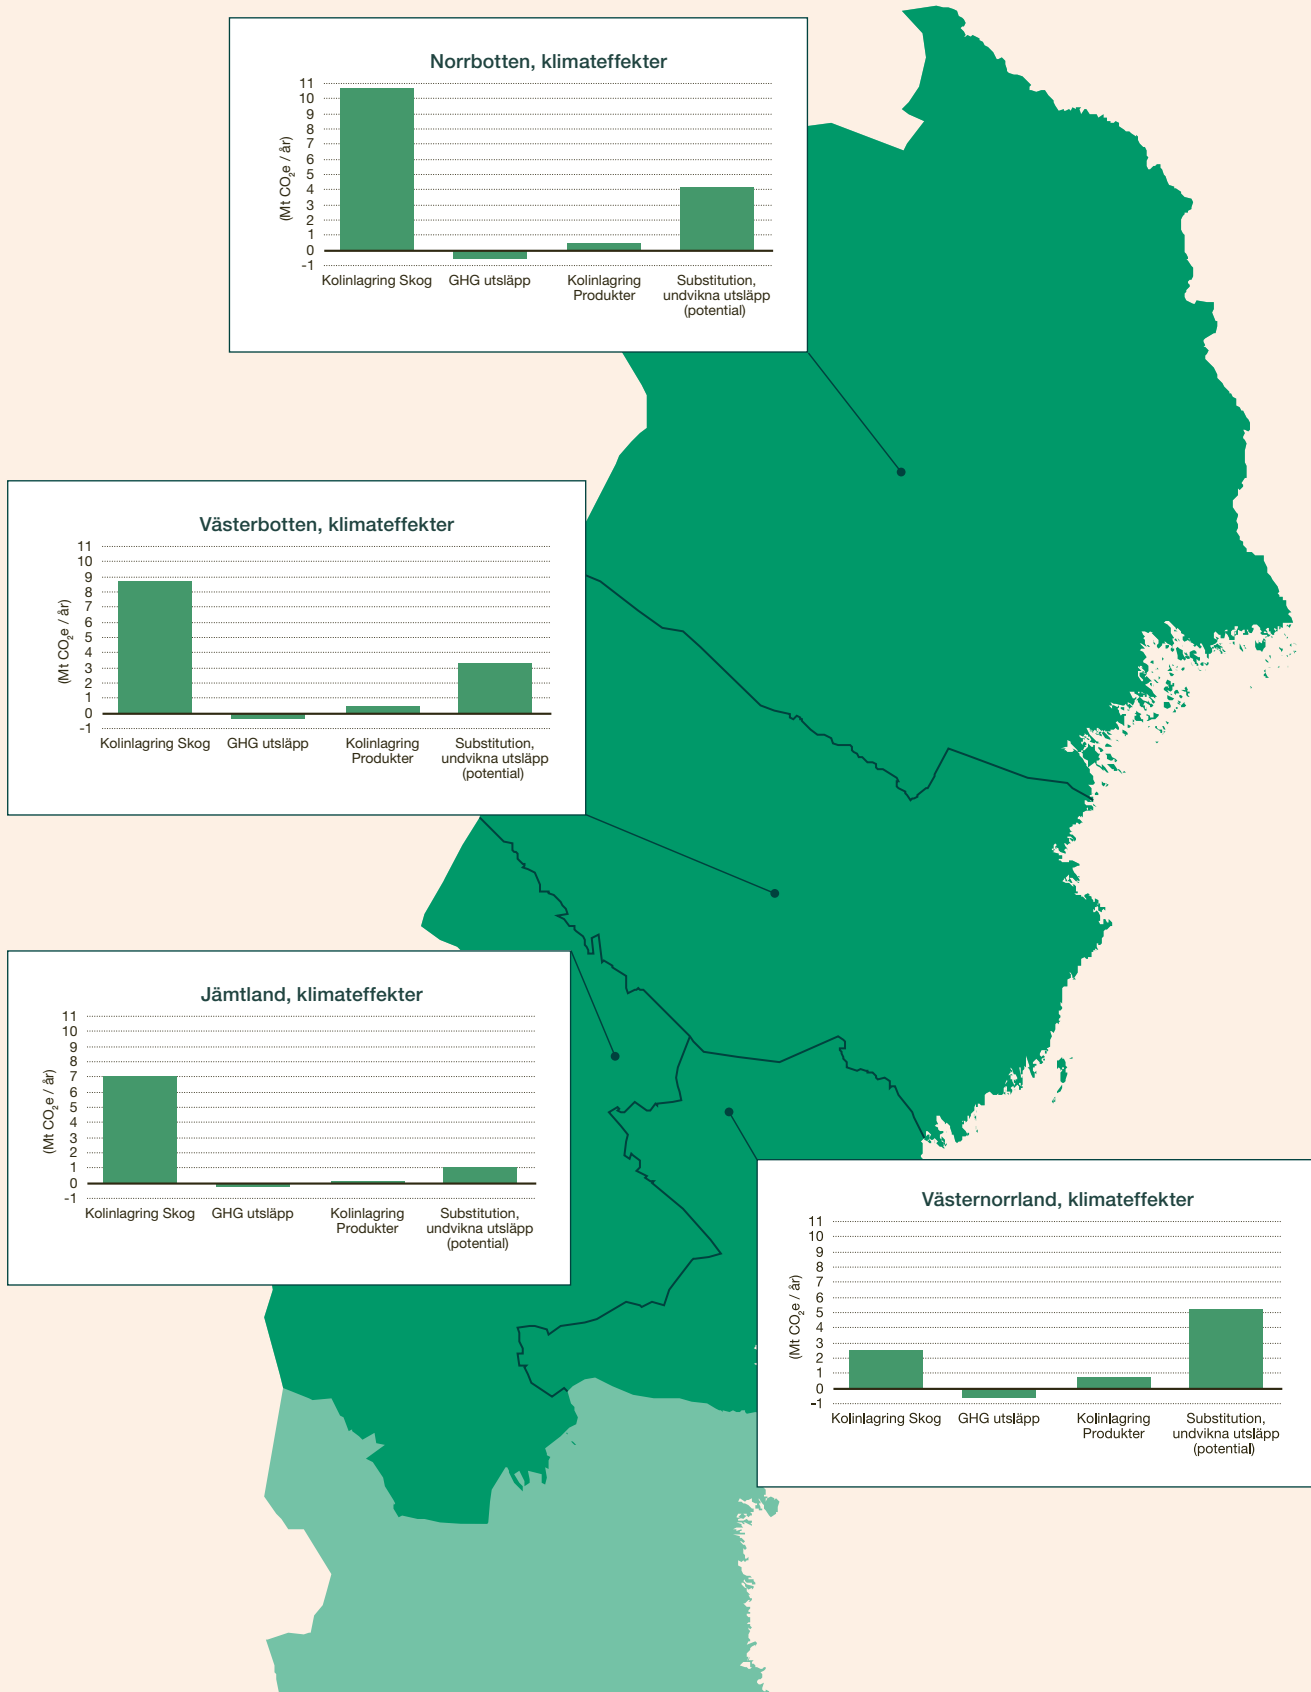 Norrbotten, klimateffekter
(Mt CO₂e / år)
11
10
9
8
7
6
5
4
3
2
1
0
-1
Kolinlagring Skog
GHG utsläpp
Kolinlagring
Produkter
Substitution,
undvikna utsläpp
(potential)
Västerbotten, klimateffekter
(Mt CO₂e / år)
11
10
9
8
7
6
5
4
3
2
1
0
-1
Kolinlagring Skog
GHG utsläpp
Kolinlagring
Produkter
Substitution,
undvikna utsläpp
(potential)
Jämtland, klimateffekter
(Mt CO₂e / år)
11
10
9
8
7
6
5
4
3
2
1
0
-1
Kolinlagring Skog
GHG utsläpp
Kolinlagring
Produkter
Substitution,
undvikna utsläpp
(potential)
Västernorrland, klimateffekter
(Mt CO₂e / år)
11
10
9
8
7
6
5
4
3
2
1
0
-1
Kolinlagring Skog
GHG utsläpp
Kolinlagring
Produkter
Substitution,
undvikna utsläpp
(potential)